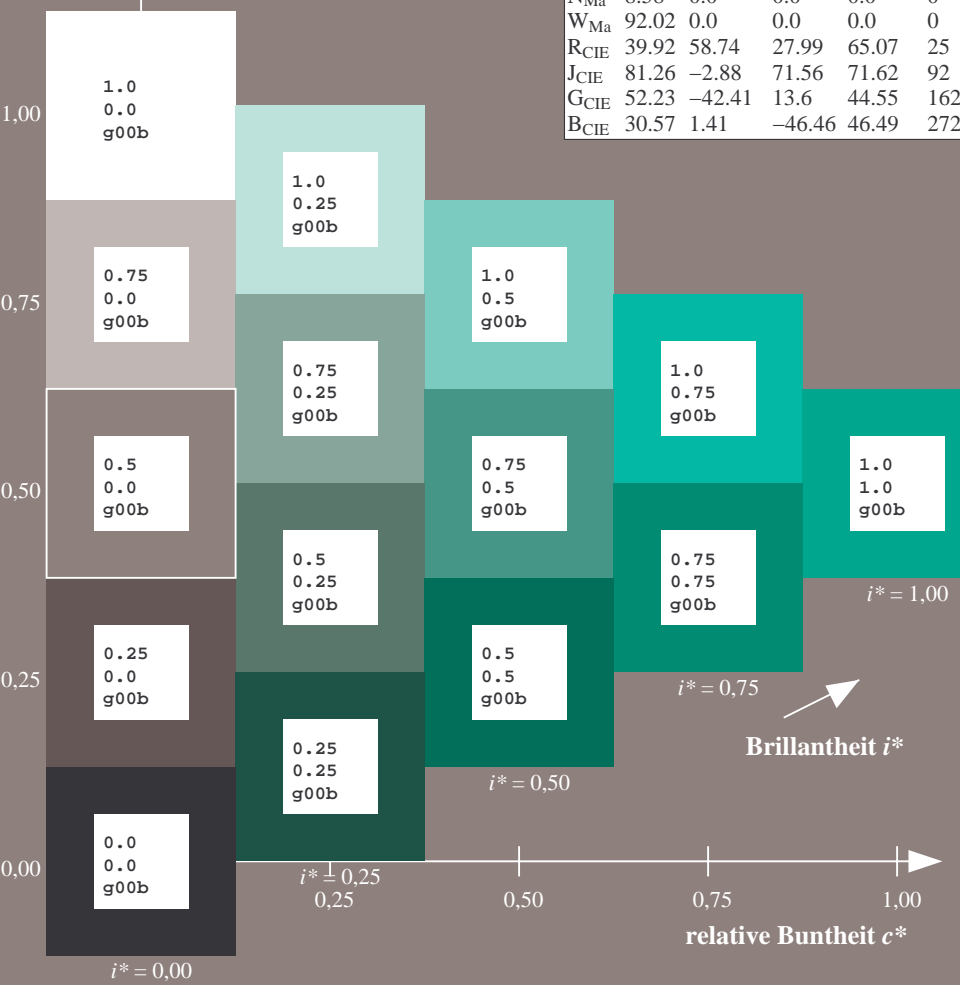 W_Ma 92.02 0.0 0.0 0.0 0
R_CIE 39.92 58.74 27.99 65.07 25
J_CIE 81.26 −2.88 71.56 71.62 92
G_CIE 52.23 −42.41 13.6 44.55 162
B_CIE 30.57 1.41 −46.46 46.49 272
1.0
0.0
g00b
1,00
1.0
0.25
g00b
0.75
0.0
g00b
1.0
0.5
g00b
0,75
0.75
0.25
g00b
1.0
0.75
g00b
0.5
0.0
g00b
0.75
0.5
g00b
1.0
1.0
g00b
0,50
0.5
0.25
g00b
0.75
0.75
g00b
i* = 1,00
0.25
0.0
g00b
0.5
0.5
g00b
0,25
i* = 0,75
0.25
0.25
g00b
Brillantheit i*
i* = 0,50
0.0
0.0
g00b
0,00
i* = 0,25
0,25 0,50 0,75 1,00
relative Buntheit c*
i* = 0,00